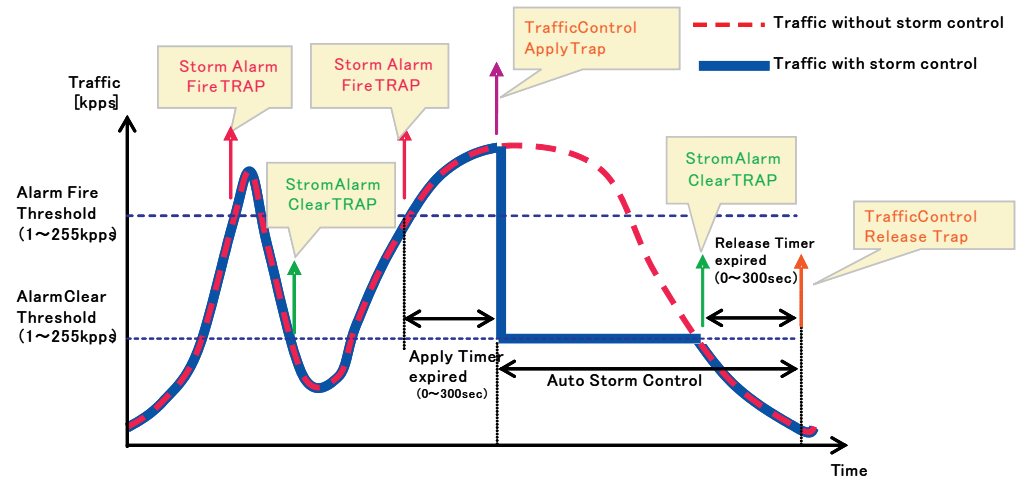 Traffic without storm control
Traffic with storm control
TrafficControl
ApplyTrap
Storm Alarm
FireTRAP
Storm Alarm
FireTRAP
Traffic
[kpps]
StromAlarm
ClearTRAP
StromAlarm
ClearTRAP
Alarm Fire
Threshold
(1～255kpps)
TrafficControl
Release Trap
Release Timer
expired
(0～300sec)
AlarmClear
Threshold
(1～255kpps)
Apply Timer
expired
(0～300sec)
Auto Storm Control
Time